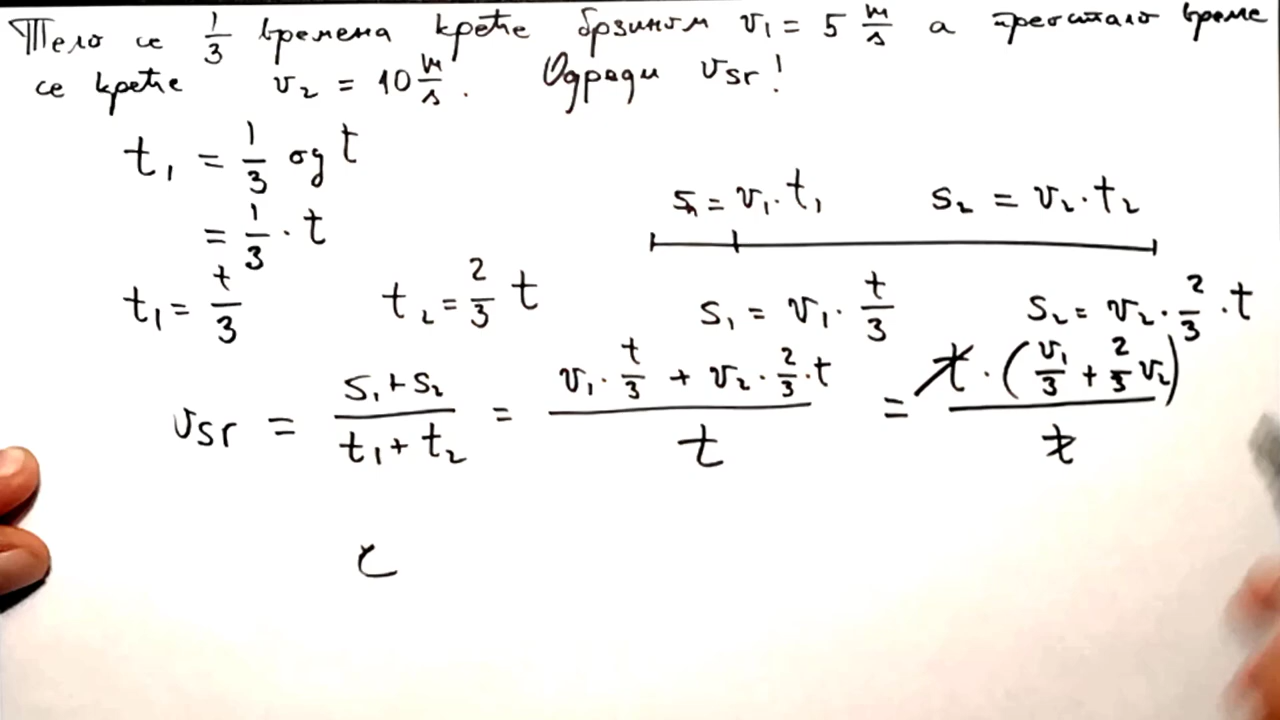 Тело се 1/3 времена креће брзином v₁ = 5 m/s а преостало време
се креће v₂ = 10 m/s. Одреди vsr!
t₁ = 1/3 од t
= 1/3 · t
s₁ = v₁ · t₁ s₂ = v₂ · t₂
t₁ = t/3 t₂ = 2/3 t s₁ = v₁ · t/3 s₂ = v₂ · 2/3 · t
vsr = (s₁ + s₂)/(t₁ + t₂) = (v₁ · t/3 + v₂ · 2/3 · t)/t = t · (v₁/3 + 2/3 v₂)/t